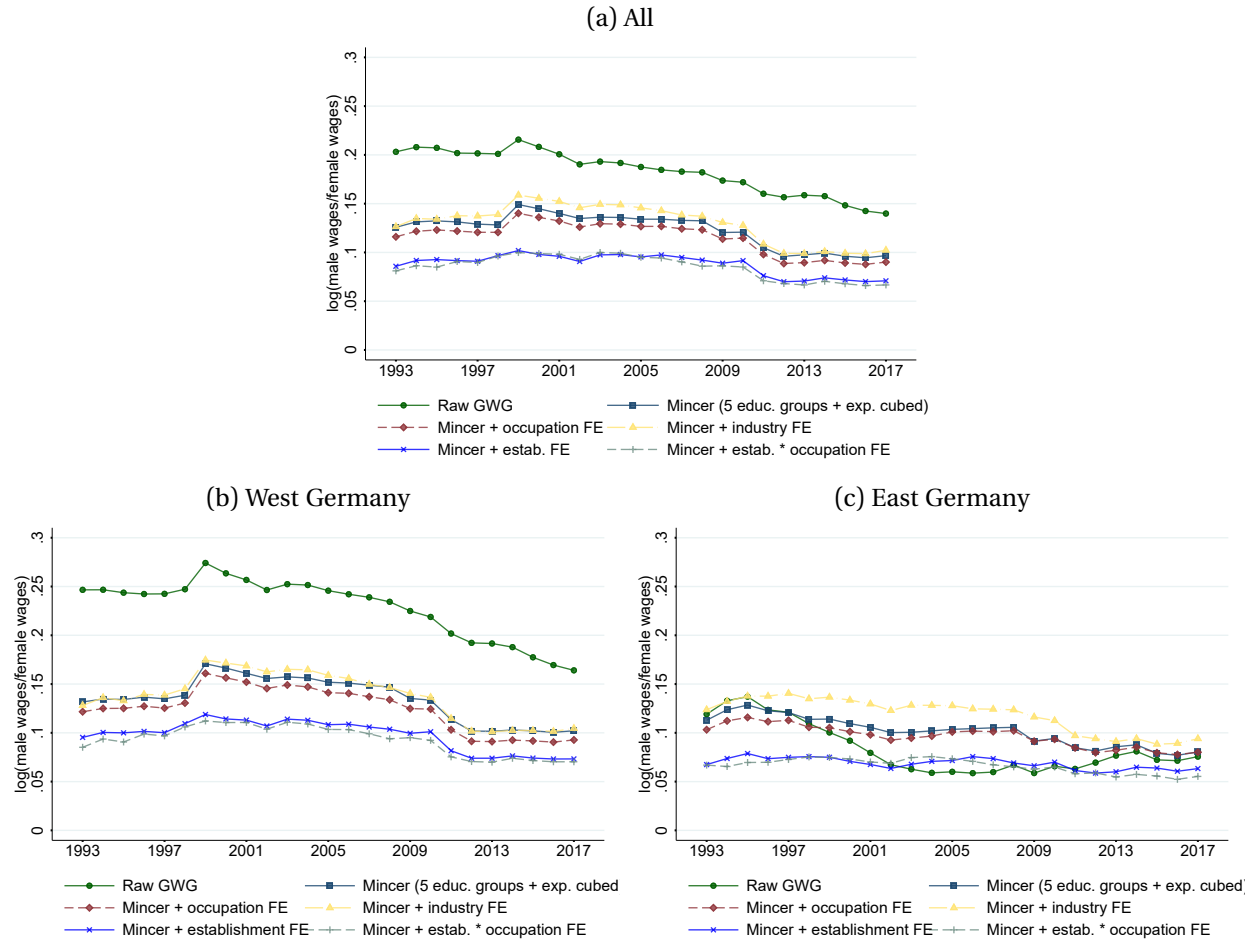 (a) All
log(male wages/female wages)
.3
.25
.2
.15
.1
.05
0
1993 1997 2001 2005 2009 2013 2017
Raw GWG Mincer (5 educ. groups + exp. cubed)
Mincer + occupation FE Mincer + industry FE
Mincer + estab. FE Mincer + estab. * occupation FE
(b) West Germany
log(male wages/female wages)
.3
.25
.2
.15
.1
.05
0
1993 1997 2001 2005 2009 2013 2017
Raw GWG Mincer (5 educ. groups + exp. cubed
Mincer + occupation FE Mincer + industry FE
Mincer + establishment FE Mincer + estab. * occupation FE
(c) East Germany
log(male wages/female wages)
.3
.25
.2
.15
.1
.05
0
1993 1997 2001 2005 2009 2013 2017
Raw GWG Mincer (5 educ. groups + exp. cubed)
Mincer + occupation FE Mincer + industry FE
Mincer + establishment FE Mincer + estab. * occupation FE